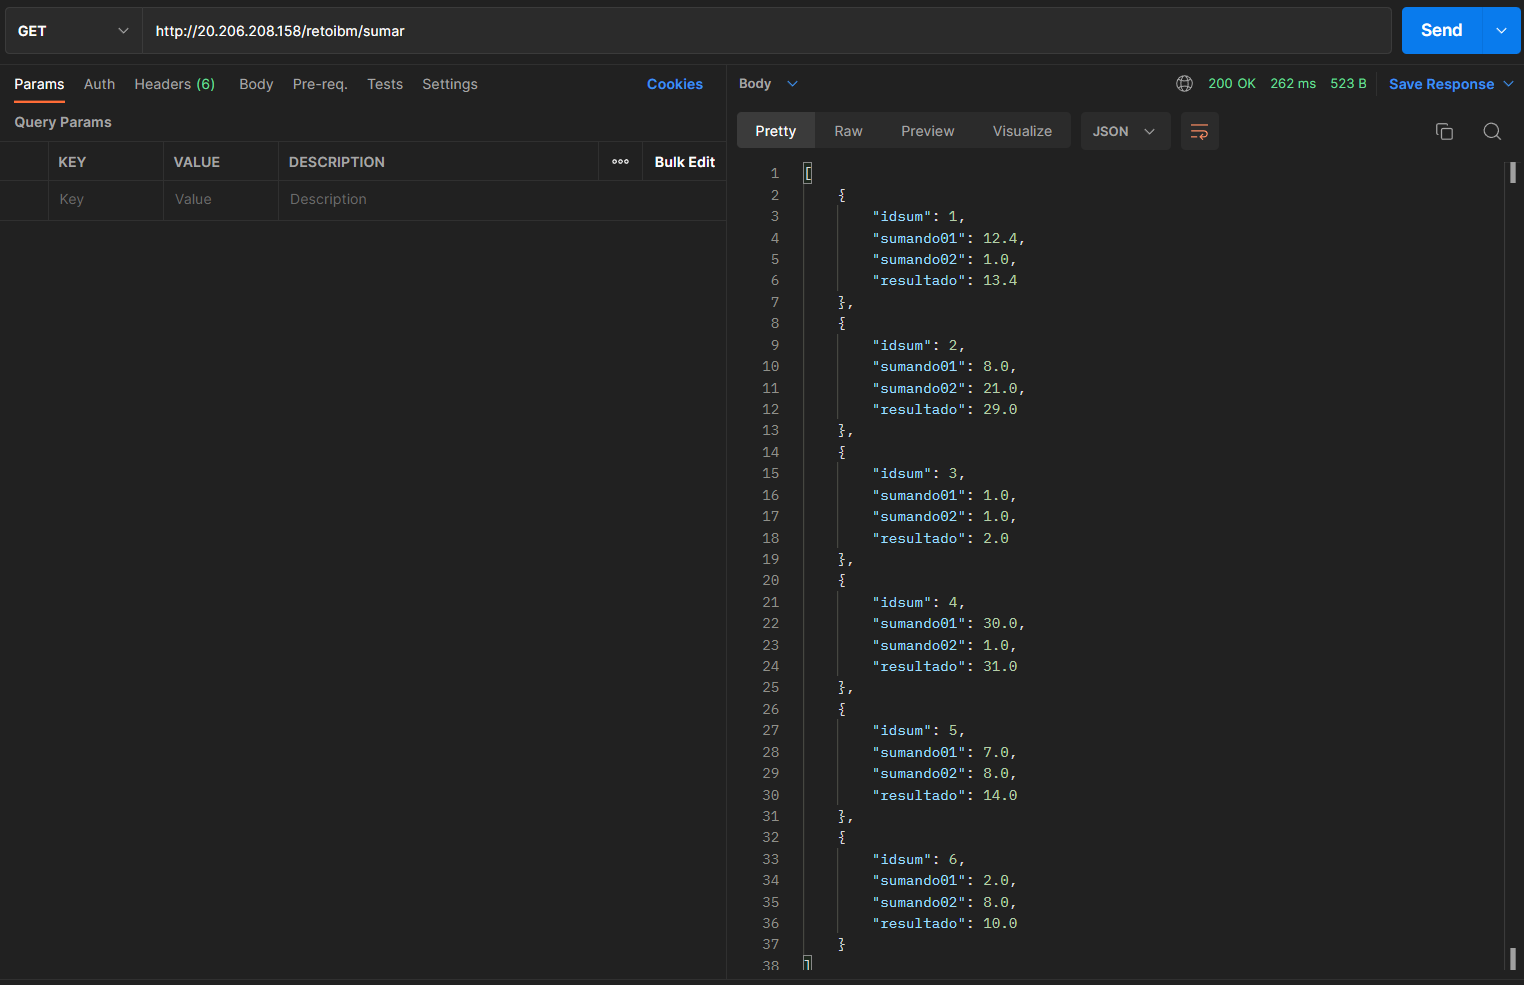 GET http://20.206.208.158/retoibm/sumar Send
Params Auth Headers (6) Body Pre-req. Tests Settings Cookies
Query Params
KEY VALUE DESCRIPTION ooo Bulk Edit
Key Value Description
Body 200 OK 262 ms 523 B Save Response
Pretty Raw Preview Visualize JSON
1 [
2 {
3 "idsum": 1,
4 "sumando01": 12.4,
5 "sumando02": 1.0,
6 "resultado": 13.4
7 },
8 {
9 "idsum": 2,
10 "sumando01": 8.0,
11 "sumando02": 21.0,
12 "resultado": 29.0
13 },
14 {
15 "idsum": 3,
16 "sumando01": 1.0,
17 "sumando02": 1.0,
18 "resultado": 2.0
19 },
20 {
21 "idsum": 4,
22 "sumando01": 30.0,
23 "sumando02": 1.0,
24 "resultado": 31.0
25 },
26 {
27 "idsum": 5,
28 "sumando01": 7.0,
29 "sumando02": 8.0,
30 "resultado": 14.0
31 },
32 {
33 "idsum": 6,
34 "sumando01": 2.0,
35 "sumando02": 8.0,
36 "resultado": 10.0
37 }
38 ]